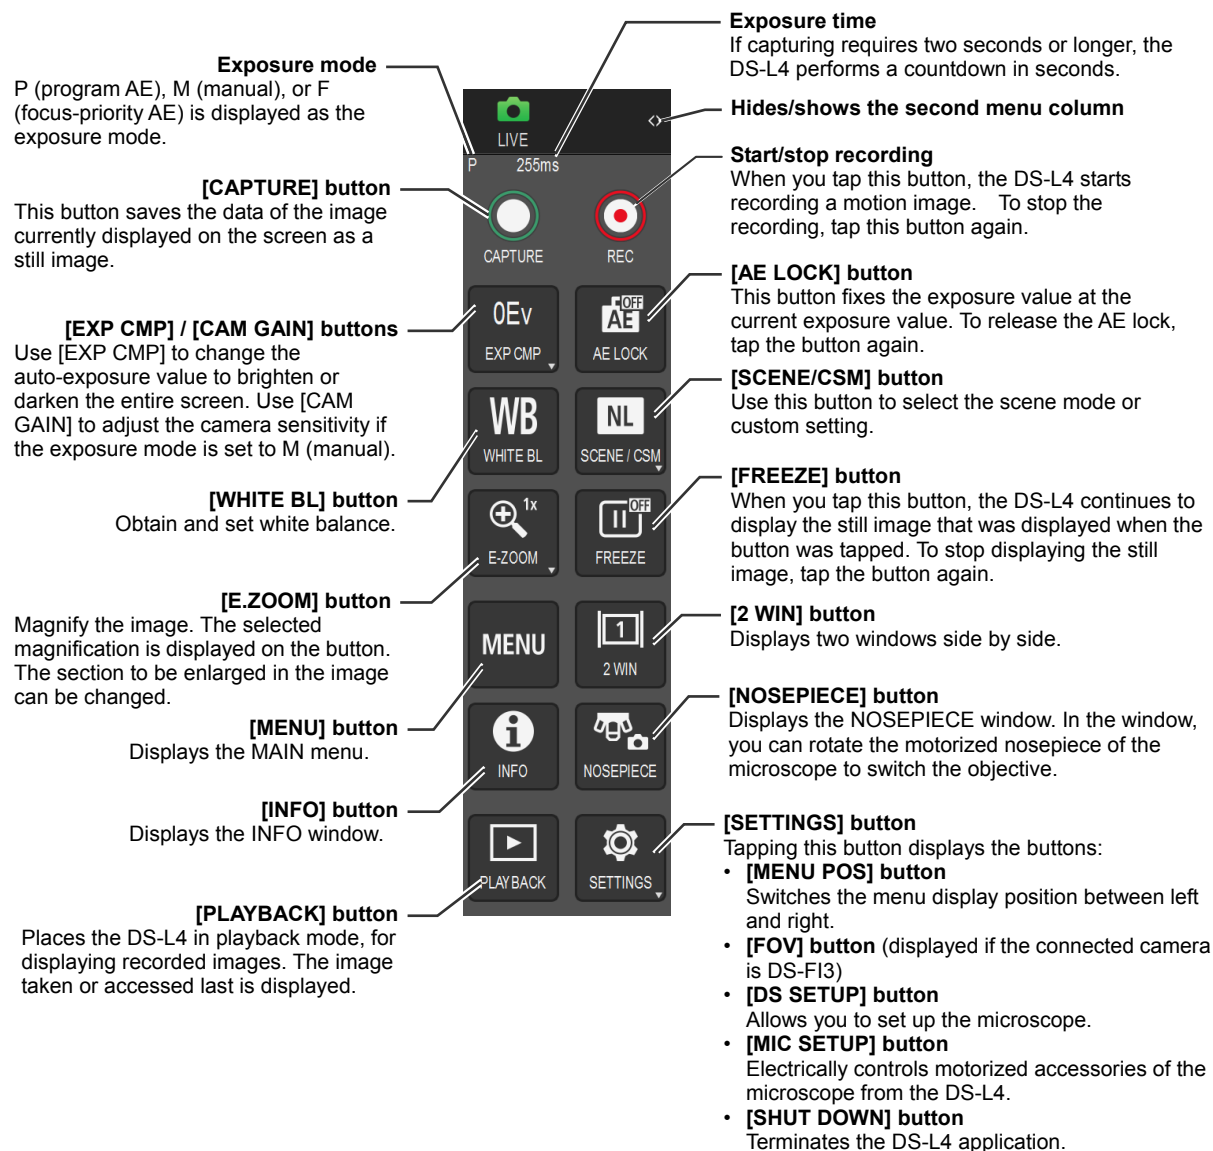 Exposure mode
P (program AE), M (manual), or F
(focus-priority AE) is displayed as the
exposure mode.
[CAPTURE] button
This button saves the data of the image
currently displayed on the screen as a
still image.
[EXP CMP] / [CAM GAIN] buttons
Use [EXP CMP] to change the
auto-exposure value to brighten or
darken the entire screen. Use [CAM
GAIN] to adjust the camera sensitivity if
the exposure mode is set to M (manual).
[WHITE BL] button
Obtain and set white balance.
[E.ZOOM] button
Magnify the image. The selected
magnification is displayed on the button.
The section to be enlarged in the image
can be changed.
[MENU] button
Displays the MAIN menu.
[INFO] button
Displays the INFO window.
[PLAYBACK] button
Places the DS-L4 in playback mode, for
displaying recorded images. The image
taken or accessed last is displayed.
LIVE
<>
P 255ms
CAPTURE REC
0EV OFF AE
EXP CMP AE LOCK
WB NL
WHITE BL SCENE / CSM
1x OFF
E-ZOOM FREEZE
MENU 1
2 WIN
INFO NOSEPIECE
PLAYBACK SETTINGS
Exposure time
If capturing requires two seconds or longer, the
DS-L4 performs a countdown in seconds.
Hides/shows the second menu column
Start/stop recording
When you tap this button, the DS-L4 starts
recording a motion image. To stop the
recording, tap this button again.
[AE LOCK] button
This button fixes the exposure value at the
current exposure value. To release the AE lock,
tap the button again.
[SCENE/CSM] button
Use this button to select the scene mode or
custom setting.
[FREEZE] button
When you tap this button, the DS-L4 continues to
display the still image that was displayed when the
button was tapped. To stop displaying the still
image, tap the button again.
[2 WIN] button
Displays two windows side by side.
[NOSEPIECE] button
Displays the NOSEPIECE window. In the window,
you can rotate the motorized nosepiece of the
microscope to switch the objective.
[SETTINGS] button
Tapping this button displays the buttons:
• [MENU POS] button
Switches the menu display position between left
and right.
• [FOV] button (displayed if the connected camera
is DS-FI3)
• [DS SETUP] button
Allows you to set up the microscope.
• [MIC SETUP] button
Electrically controls motorized accessories of the
microscope from the DS-L4.
• [SHUT DOWN] button
Terminates the DS-L4 application.